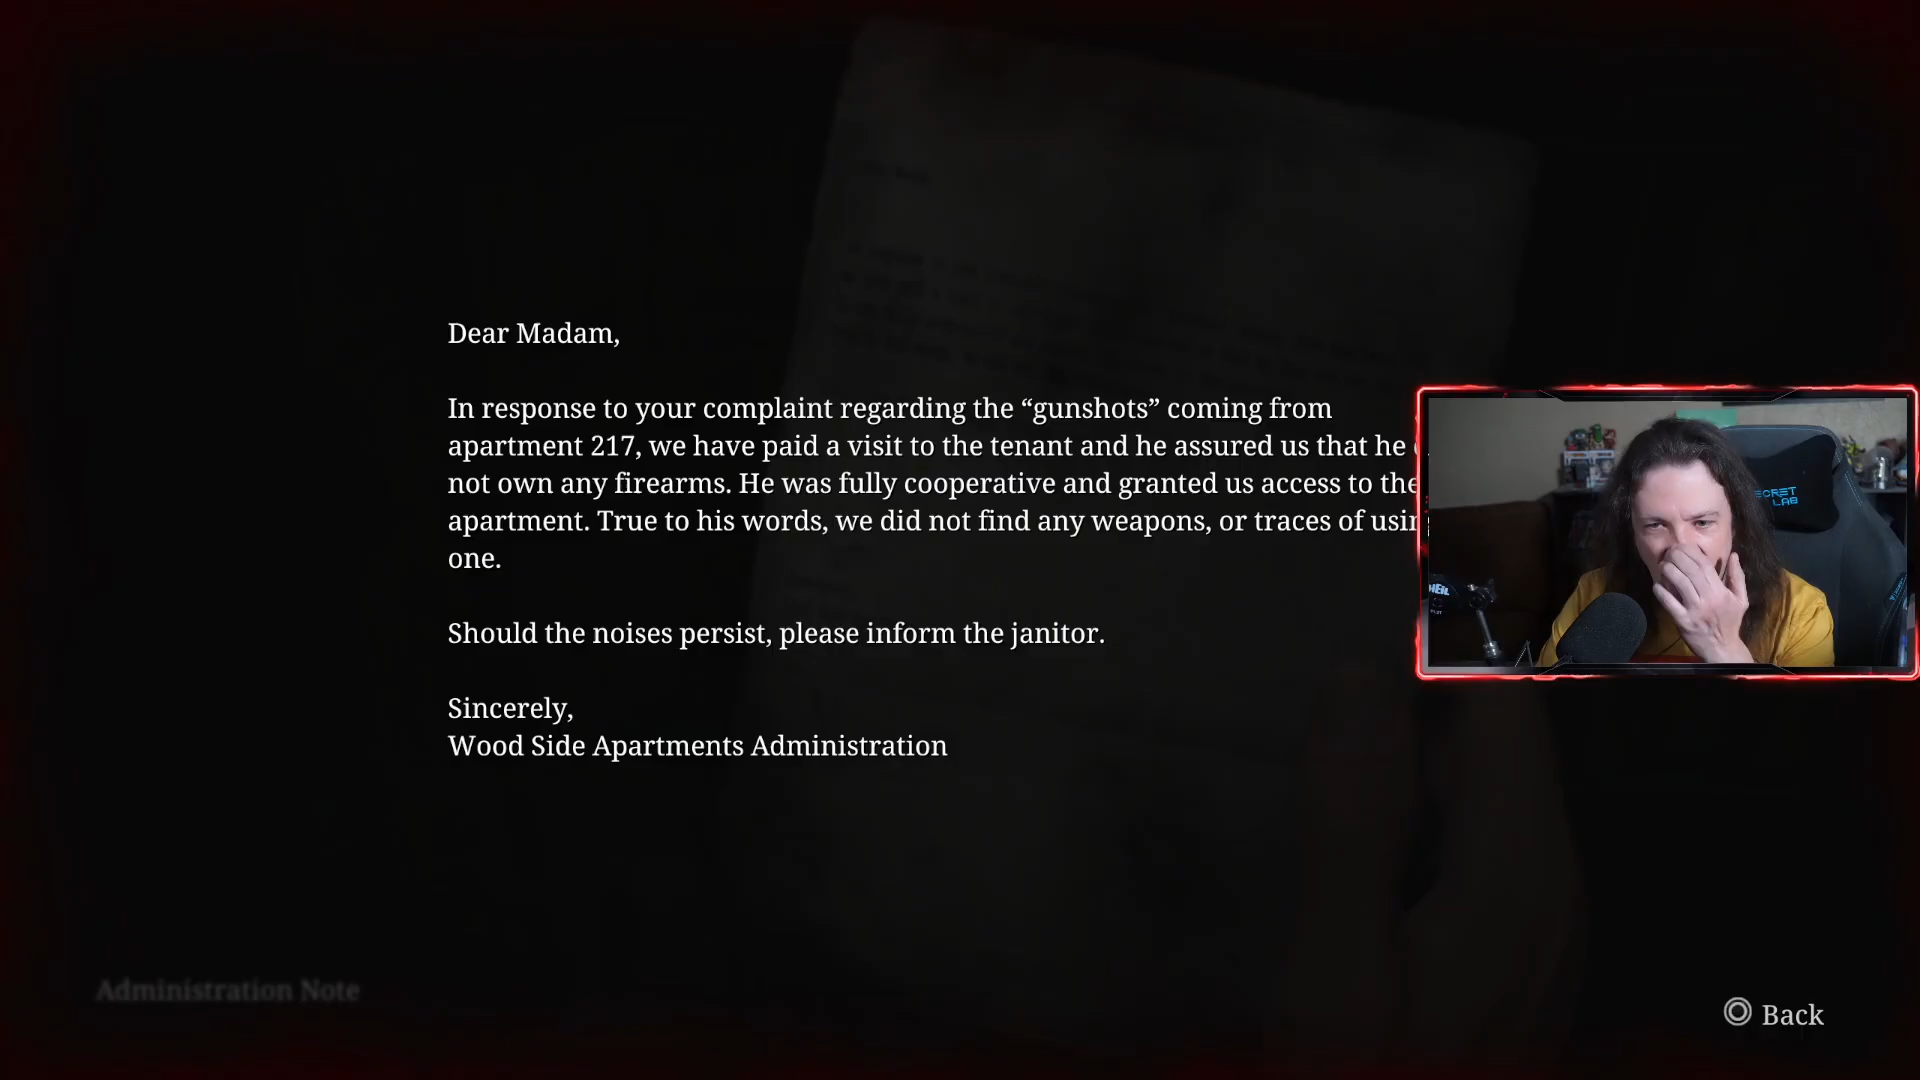 Dear Madam,
In response to your complaint regarding the “gunshots” coming from
apartment 217, we have paid a visit to the tenant and he assured us that he
not own any firearms. He was fully cooperative and granted us access to the
apartment. True to his words, we did not find any weapons, or traces of
one.
Should the noises persist, please inform the janitor.
Sincerely,
Wood Side Apartments Administration
ECRET
LAB
HEIL
Administration Note
Back